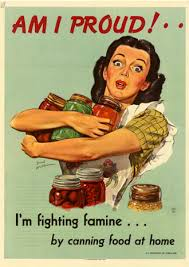 AM I PROUD!..
I'm fighting famine...
by canning food at home